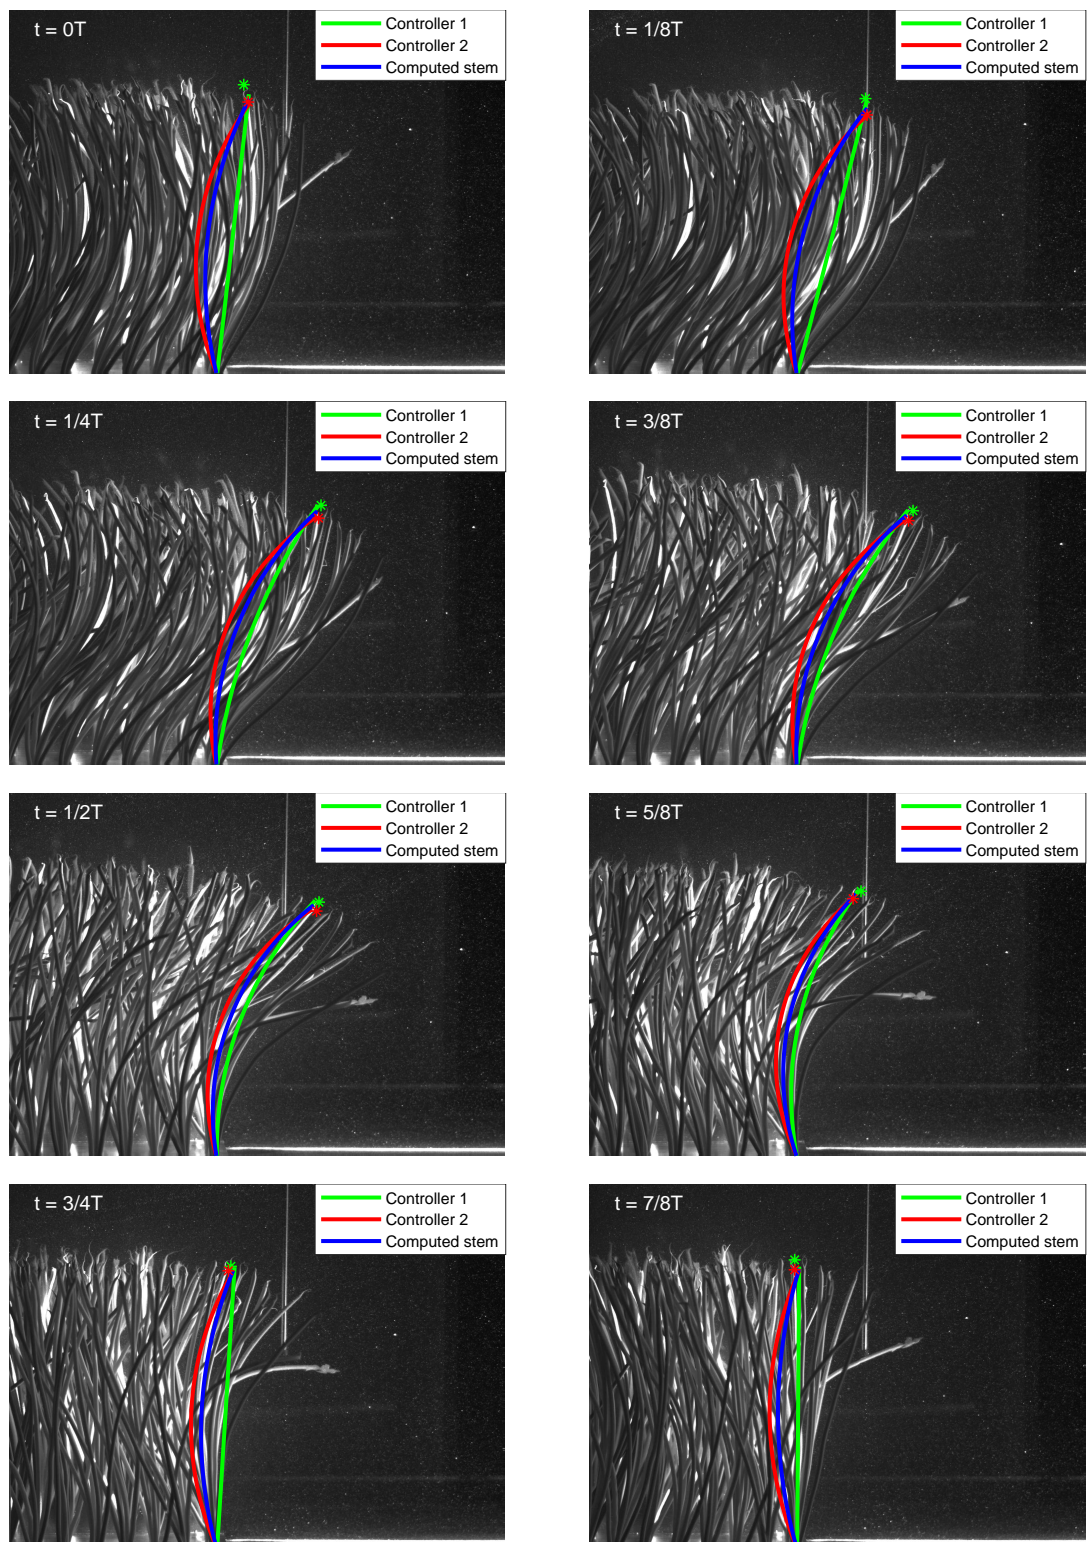 t = 0T
Controller 1
Controller 2
Computed stem
t = 1/8T
Controller 1
Controller 2
Computed stem
t = 1/4T
Controller 1
Controller 2
Computed stem
t = 3/8T
Controller 1
Controller 2
Computed stem
t = 1/2T
Controller 1
Controller 2
Computed stem
t = 5/8T
Controller 1
Controller 2
Computed stem
t = 3/4T
Controller 1
Controller 2
Computed stem
t = 7/8T
Controller 1
Controller 2
Computed stem